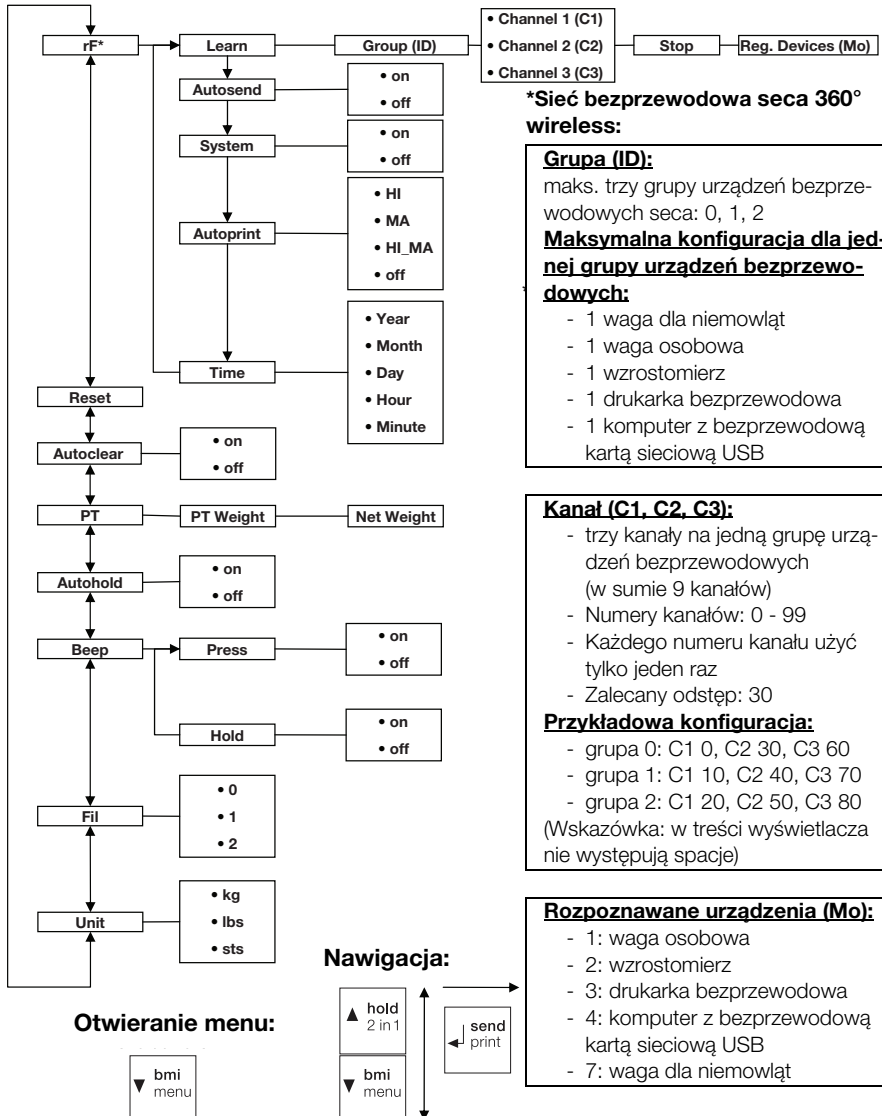 rF*
Learn
Group (ID)
• Channel 1 (C1)
• Channel 2 (C2)
• Channel 3 (C3)
Stop
Reg. Devices (Mo)
Autosend
• on
• off
System
• on
• off
Autoprint
• HI
• MA
• HI_MA
• off
Time
• Year
• Month
• Day
• Hour
• Minute
Reset
Autoclear
• on
• off
PT
PT Weight
Net Weight
Autohold
• on
• off
Beep
Press
• on
• off
Hold
• on
• off
Fil
• 0
• 1
• 2
Unit
• kg
• lbs
• sts
*Sieć bezprzewodowa seca 360°
wireless:
Grupa (ID):
maks. trzy grupy urządzeń bezprze-
wodowych seca: 0, 1, 2
Maksymalna konfiguracja dla jed-
nej grupy urządzeń bezprzewo-
dowych:
- 1 waga dla niemowląt
- 1 waga osobowa
- 1 wzrostomierz
- 1 drukarka bezprzewodowa
- 1 komputer z bezprzewodową
kartą sieciową USB
Kanał (C1, C2, C3):
- trzy kanały na jedną grupę urzą-
dzeń bezprzewodowych
(w sumie 9 kanałów)
- Numery kanałów: 0 - 99
- Każdego numeru kanału użyć
tylko jeden raz
- Zalecany odstęp: 30
Przykładowa konfiguracja:
- grupa 0: C1 0, C2 30, C3 60
- grupa 1: C1 10, C2 40, C3 70
- grupa 2: C1 20, C2 50, C3 80
(Wskazówka: w treści wyświetlacza
nie występują spacje)
Rozpoznawane urządzenia (Mo):
- 1: waga osobowa
- 2: wzrostomierz
- 3: drukarka bezprzewodowa
- 4: komputer z bezprzewodową
kartą sieciową USB
- 7: waga dla niemowląt
Nawigacja:
hold
2 in 1
send
print
bmi
menu
Otwieranie menu:
bmi
menu